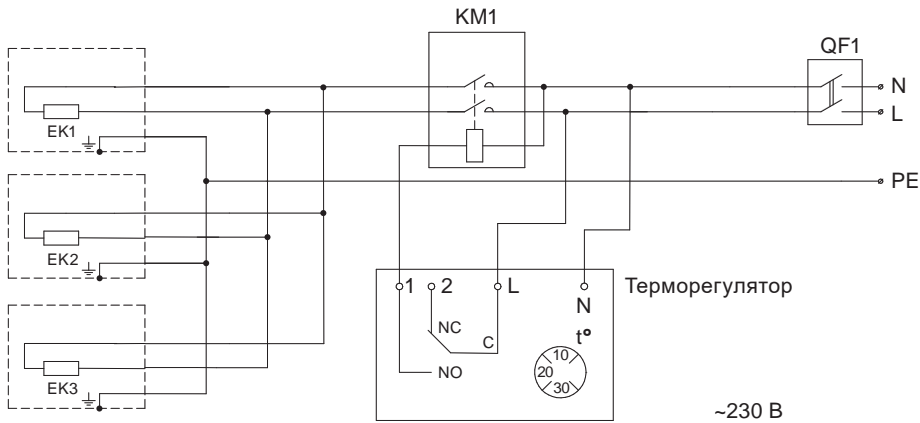 KM1
QF1
N
L
EK1
PE
EK2
1 2 L
Терморегулятор
N
NC
t°
C
10
20
30
NO
EK3
~230 В